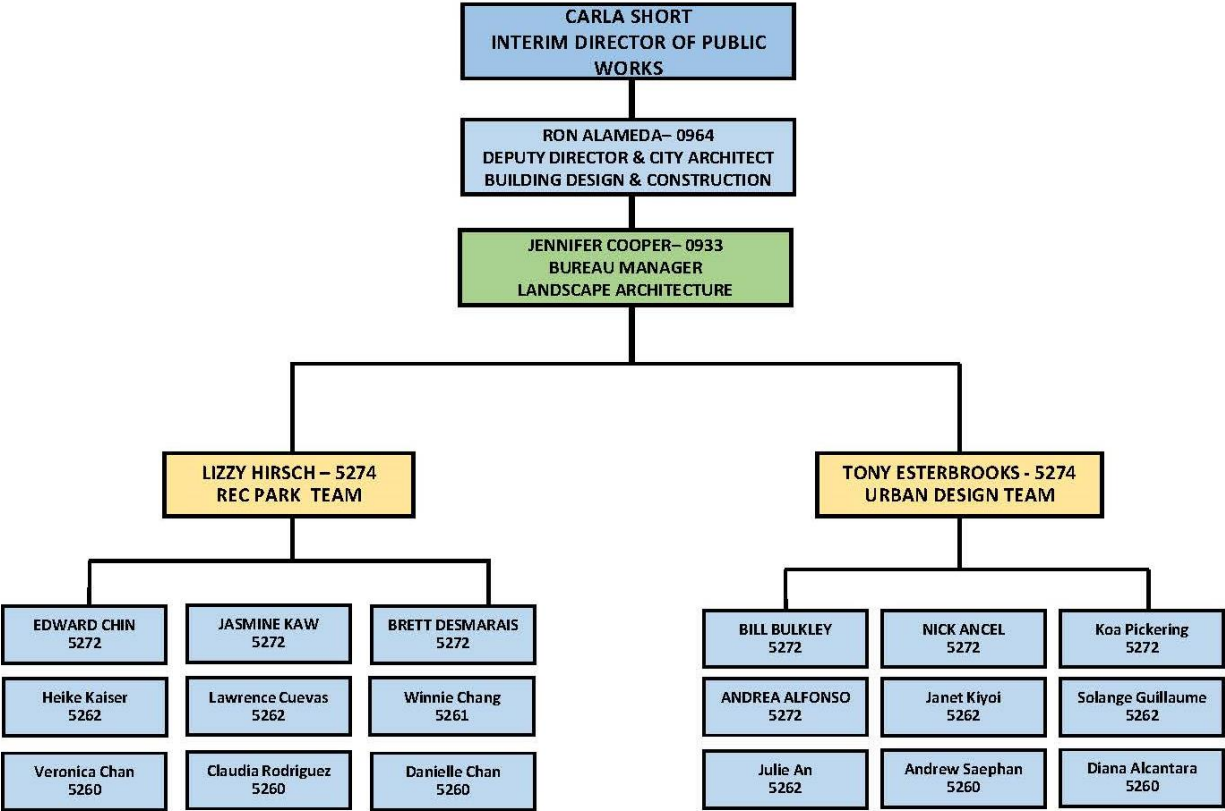 CARLA SHORT
INTERIM DIRECTOR OF PUBLIC
WORKS
RON ALAMEDA– 0964
DEPUTY DIRECTOR & CITY ARCHITECT
BUILDING DESIGN & CONSTRUCTION
JENNIFER COOPER– 0933
BUREAU MANAGER
LANDSCAPE ARCHITECTURE
LIZZY HIRSCH – 5274
REC PARK TEAM
TONY ESTERBROOKS - 5274
URBAN DESIGN TEAM
EDWARD CHIN
5272
JASMINE KAW
5272
BRETT DESMARAIS
5272
BILL BULKLEY
5272
NICK ANCEL
5272
Koa Pickering
5272
Heike Kaiser
5262
Lawrence Cuevas
5262
Winnie Chang
5261
ANDREA ALFONSO
5272
Janet Kiyoi
5262
Solange Guillaume
5262
Veronica Chan
5260
Claudia Rodriguez
5260
Danielle Chan
5260
Julie An
5262
Andrew Saephan
5260
Diana Alcantara
5260